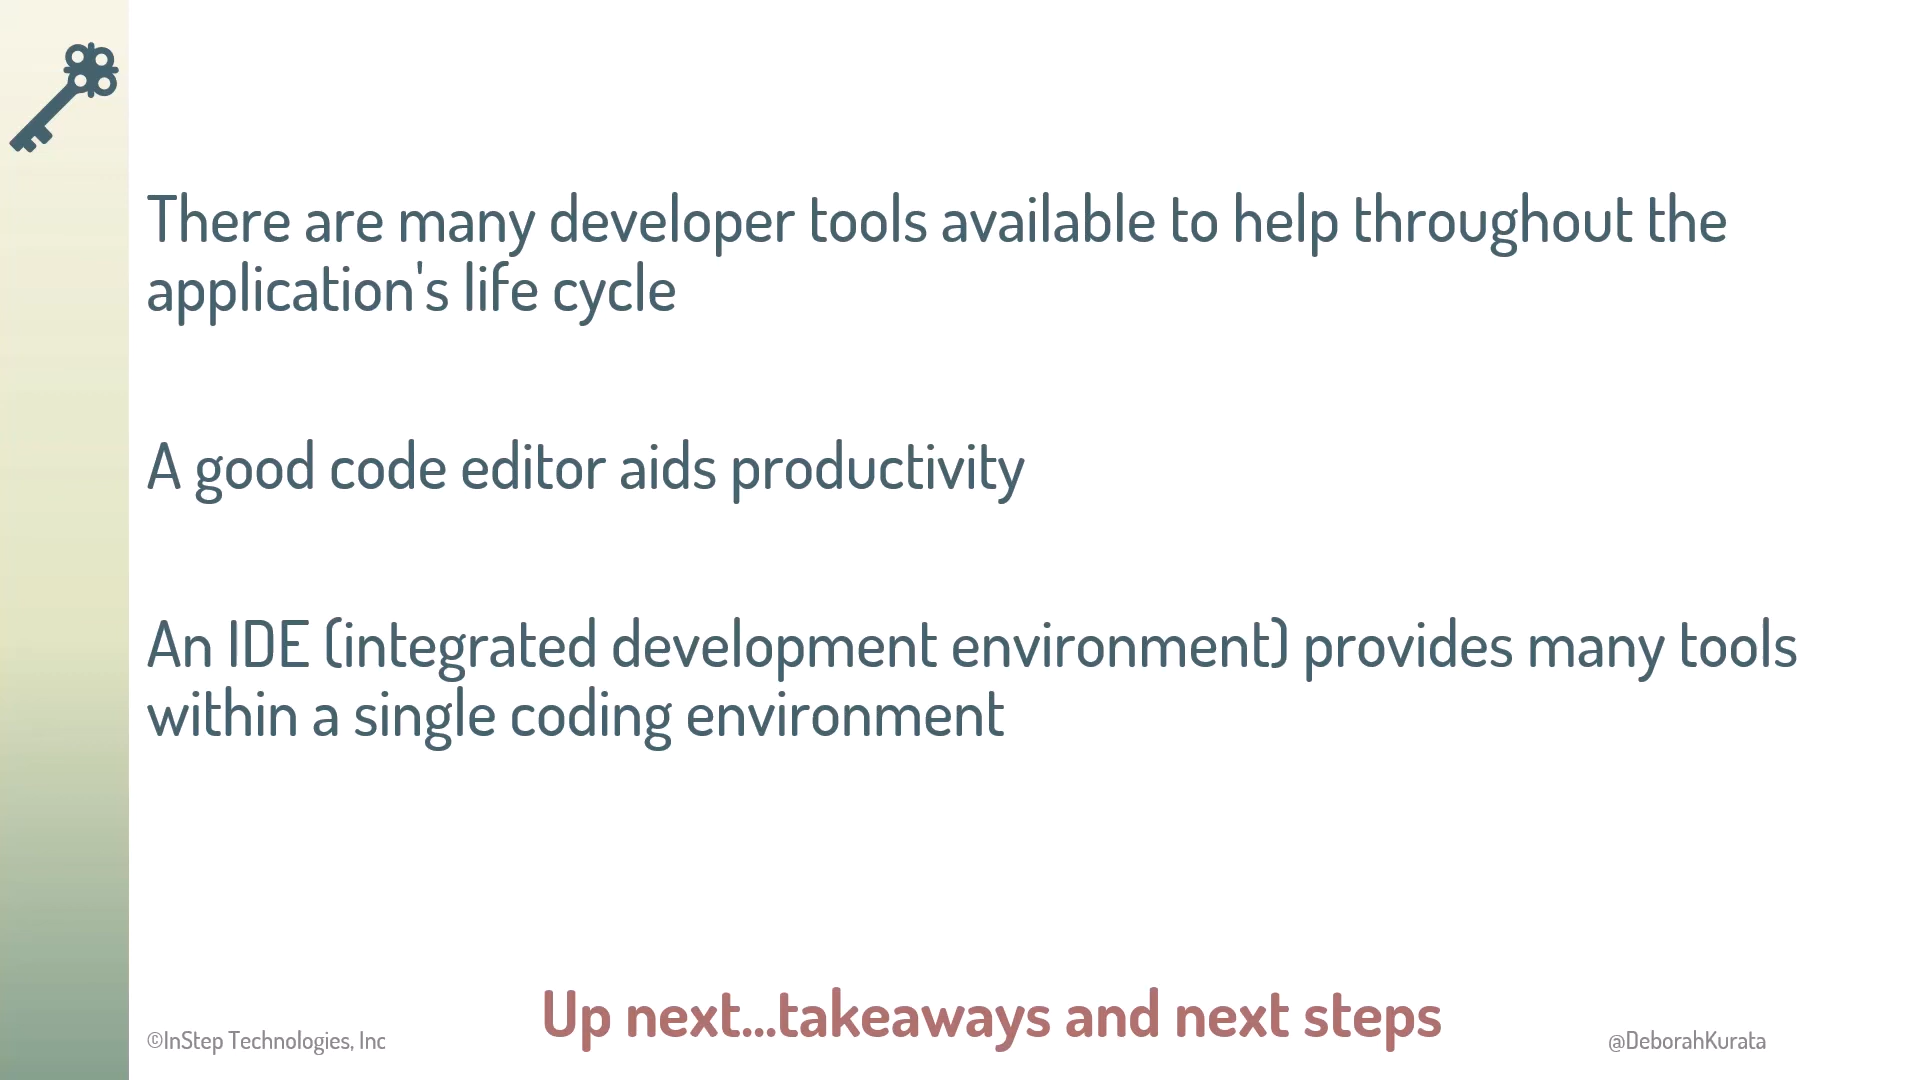 There are many developer tools available to help throughout the
application's life cycle
A good code editor aids productivity
An IDE (integrated development environment) provides many tools
within a single coding environment
Up next...takeaways and next steps
©InStep Technologies, Inc
@DeborahKurata